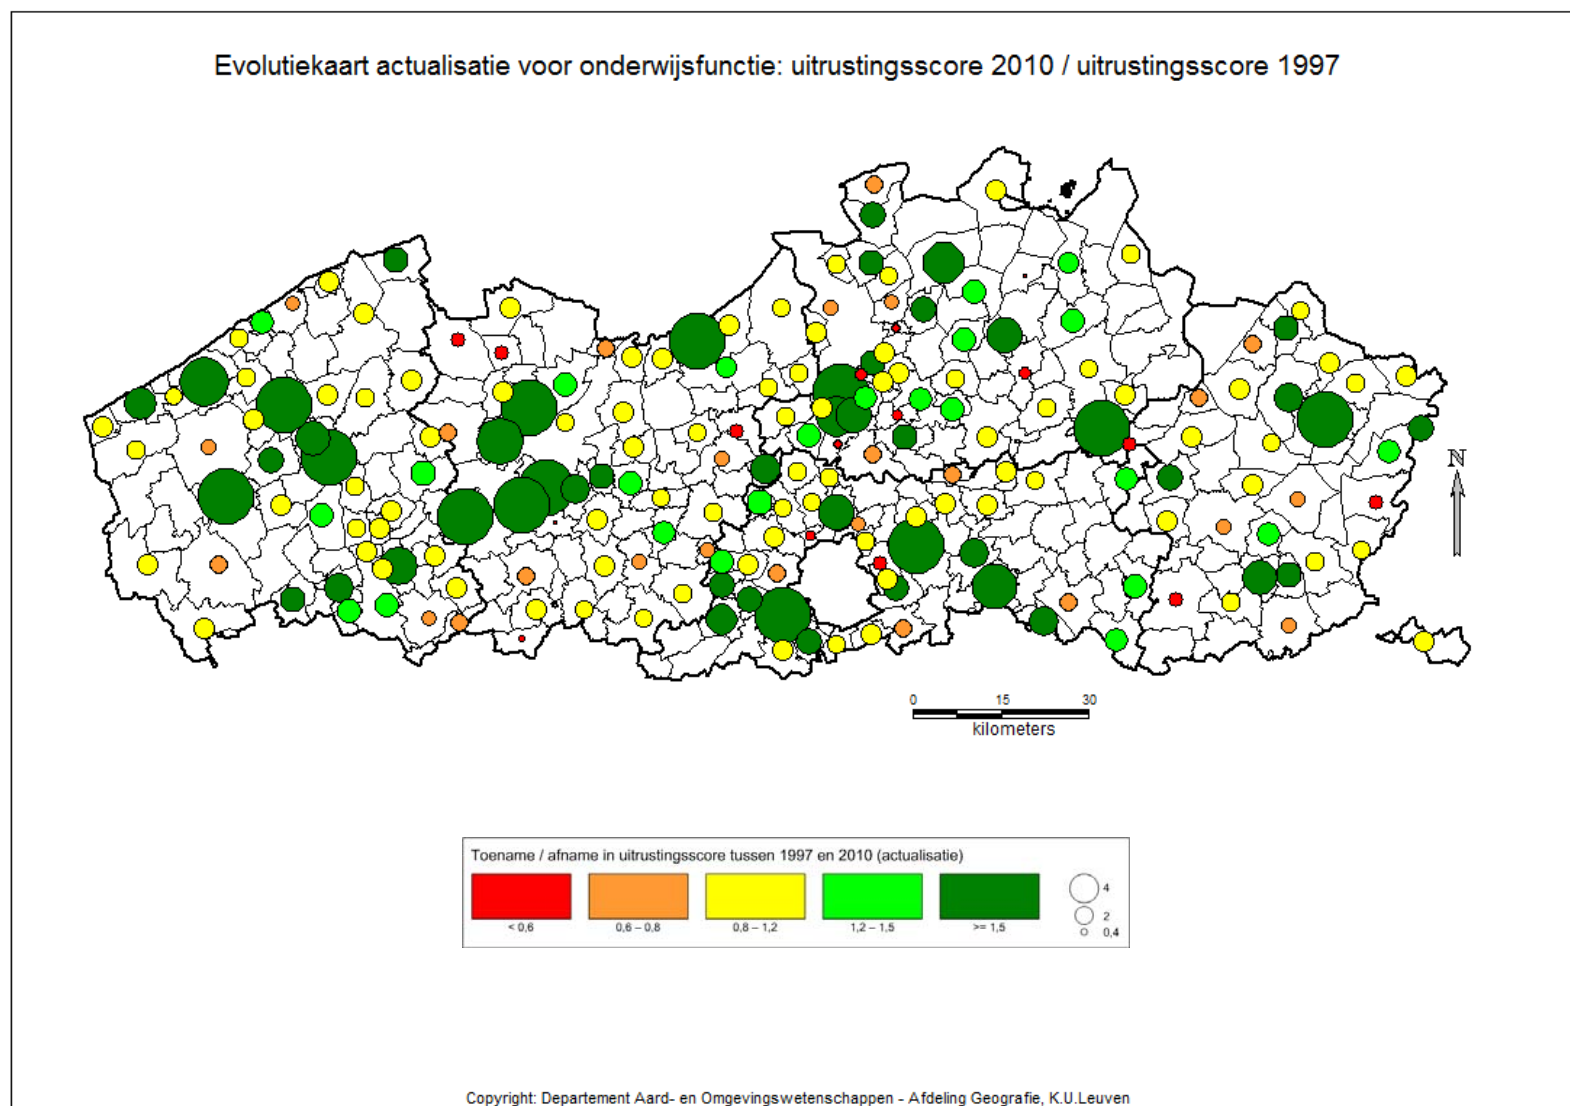 Evolutiekaart actualisatie voor onderwijsfunctie: uitrustingsscore 2010 / uitrustingsscore 1997
N
0 15 30
kilometers
Toename / afname in uitrustingsscore tussen 1997 en 2010 (actualisatie)
4
2
0,4
< 0,6 0,6 – 0,8 0,8 – 1,2 1,2 – 1,5 >= 1,5
Copyright: Departement Aard- en Omgevingswetenschappen - Afdeling Geografie, K.U.Leuven